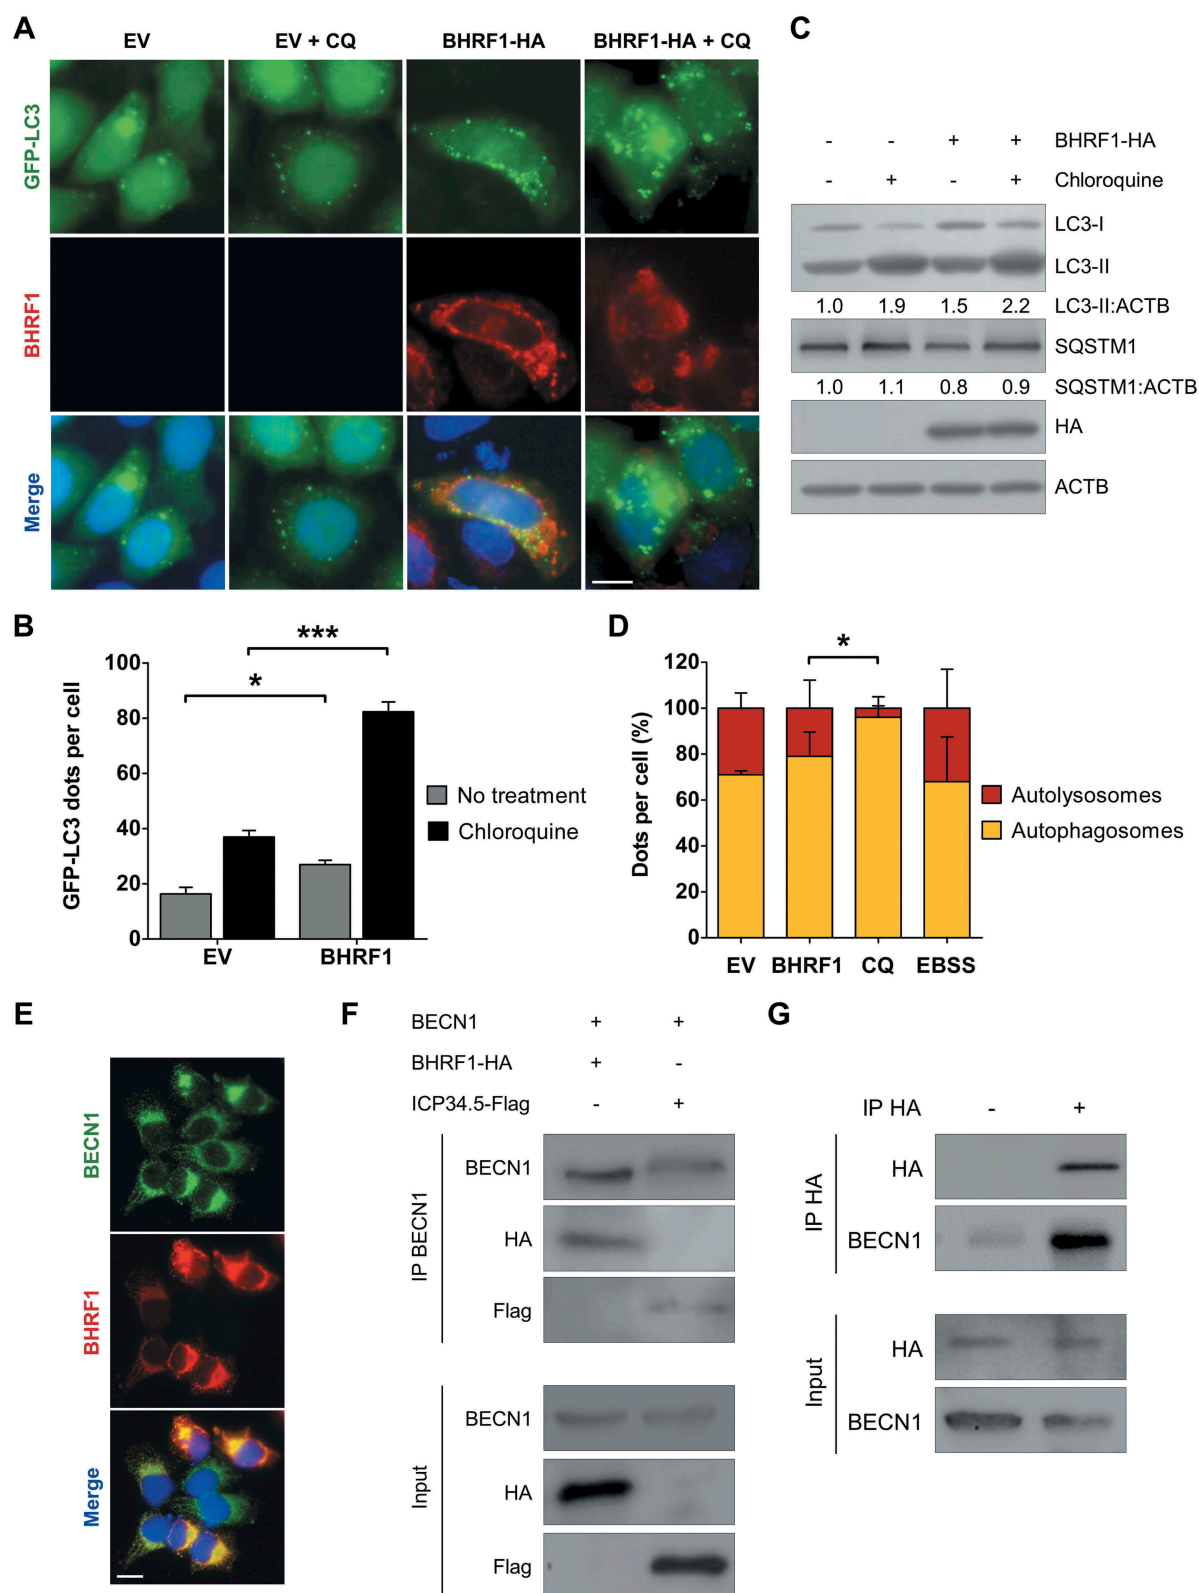 A
EV
EV + CQ
BHRF1-HA
BHRF1-HA + CQ
GFP-LC3
BHRF1
Merge
C
- - + + BHRF1-HA
- + - + Chloroquine
LC3-I
LC3-II
1.0 1.9 1.5 2.2 LC3-II:ACTB
SQSTM1
1.0 1.1 0.8 0.9 SQSTM1:ACTB
HA
ACTB
B
***
*
100
80
60
40
20
0
GFP-LC3 dots per cell
EV BHRF1
No treatment
Chloroquine
D
*
120
100
80
60
40
20
0
Dots per cell (%)
EV BHRF1 CQ EBSS
Autolysosomes
Autophagosomes
E
BECN1
BHRF1
Merge
F
BECN1 + +
BHRF1-HA + -
ICP34.5-Flag - +
IP BECN1
BECN1
HA
Flag
Input
BECN1
HA
Flag
G
IP HA - +
IP HA
HA
BECN1
Input
HA
BECN1